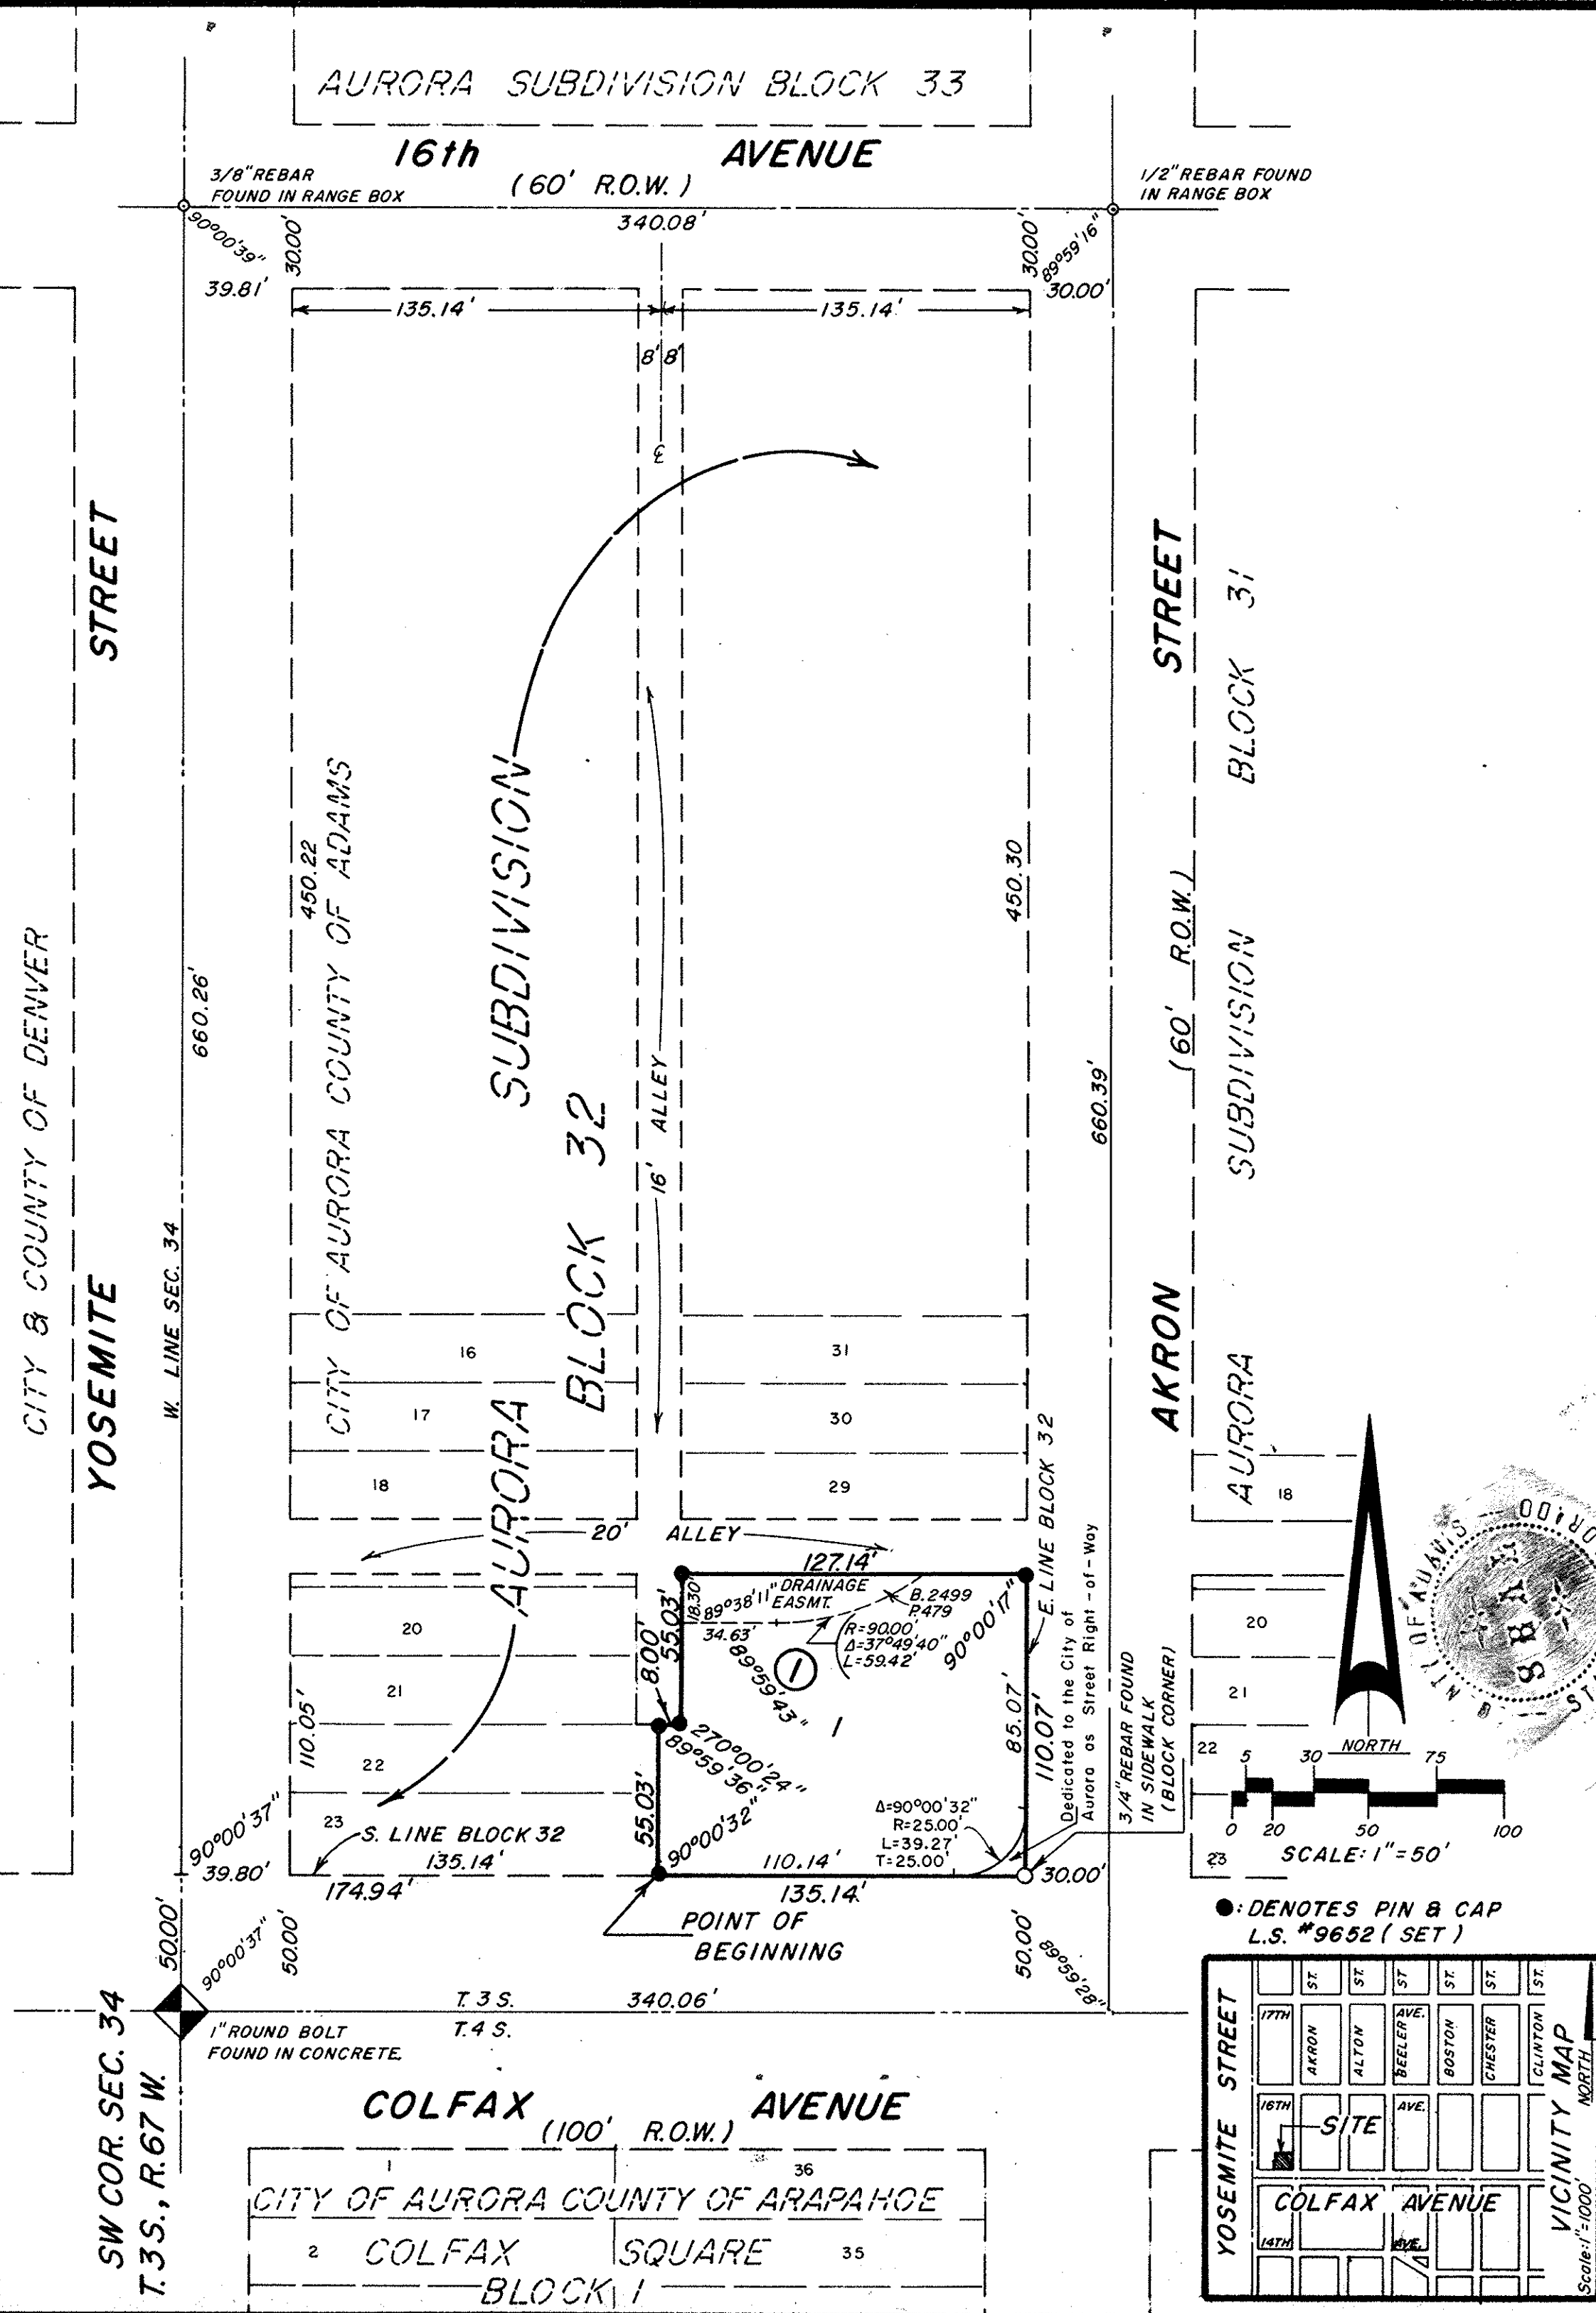 AURORA SUBDIVISION BLOCK 33
16th AVENUE
(60' R.O.W.)
3/8" REBAR
FOUND IN RANGE BOX
1/2" REBAR FOUND
IN RANGE BOX
340.08'
90°00'39"
30.00'
30.00'
89°59'16"
39.81'
30.00'
135.14'
135.14'
8' 8'
3
YOSEMITE STREET
AKRON STREET
(60' R.O.W.)
CITY & COUNTY OF DENVER
W. LINE SEC. 34
660.26'
450.22
CITY OF AURORA COUNTY OF ADAMS
AURORA SUBDIVISION
BLOCK 32
16' ALLEY
450.30
660.39'
AURORA SUBDIVISION BLOCK 31
16
31
17
30
18
29
18
20' ALLEY
E. LINE BLOCK 32
127.14'
DRAINAGE
EASMT.
18.30'
89°38'11"
B.2499
P.479
34.63'
R=90.00'
Δ=37°49'40"
L=59.42'
90°00'17"
55.03'
8.00'
89°59'43"
1
1
270°00'24"
89°59'36"
20
21
22
23
110.05'
55.03'
90°00'32"
85.07'
110.07'
Dedicated to the City of
Aurora as Street Right-of-Way
3/4" REBAR FOUND
IN SIDEWALK
(BLOCK CORNER)
Δ=90°00'32"
R=25.00'
L=39.27'
T=25.00'
20
21
22
23
90°00'37"
39.80'
S. LINE BLOCK 32
135.14'
174.94'
110.14'
135.14'
30.00'
POINT OF
BEGINNING
50.00'
90°00'37"
50.00'
50.00'
89°59'28"
NORTH
5 30 75
0 20 50 100
SCALE: 1"=50'
●: DENOTES PIN & CAP
L.S. #9652 (SET)
SEAL
SW COR. SEC. 34
T.3S., R.67 W.
1" ROUND BOLT
FOUND IN CONCRETE.
T. 3 S.
T. 4 S.
340.06'
COLFAX AVENUE
(100' R.O.W.)
1
36
CITY OF AURORA COUNTY OF ARAPAHOE
2 COLFAX SQUARE 35
BLOCK 1
YOSEMITE STREET
ST.
ST.
ST
ST.
ST.
ST.
17TH
AVE.
AKRON
ALTON
BEELER
BOSTON
CHESTER
CLINTON
16TH
AVE.
SITE
COLFAX AVENUE
14TH
AVE.
VICINITY MAP
Scale: 1"=1000'
NORTH